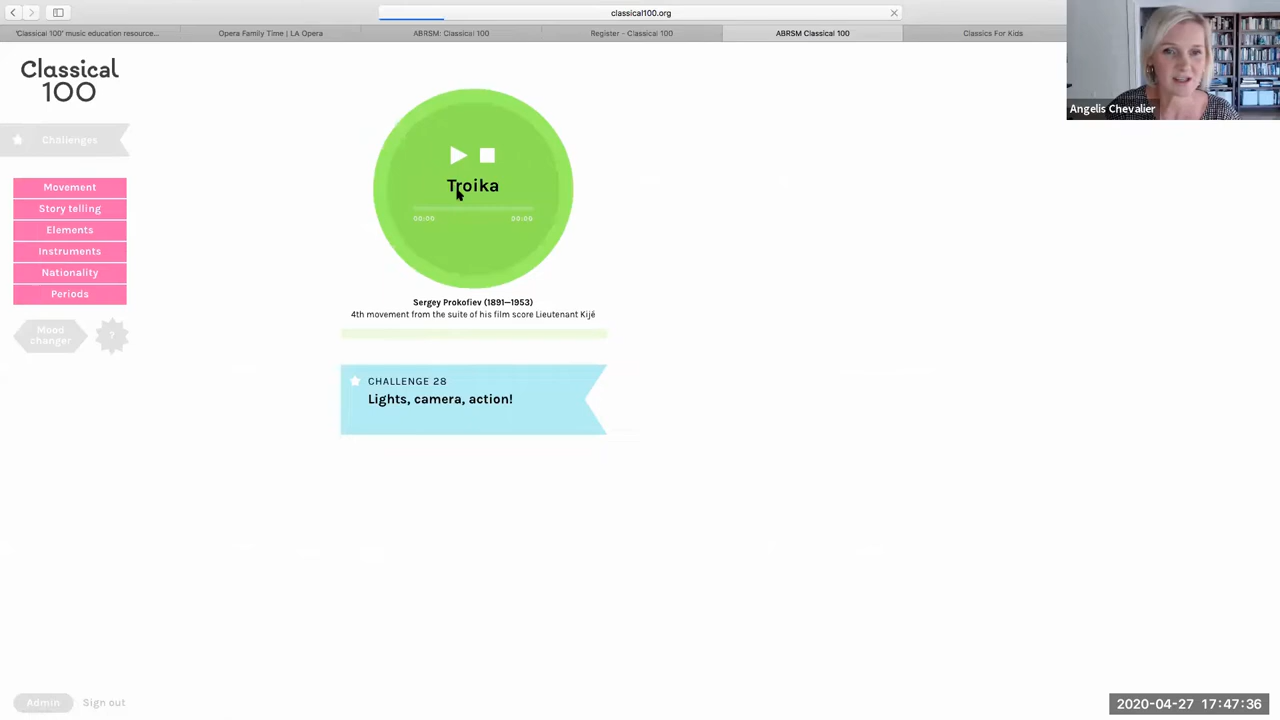 classical100.org
'Classical 100' music education resource...
Opera Family Time | LA Opera
ABRSM: Classical 100
Register - Classical 100
ABRSM Classical 100
Classics For Kids
Angelis Chevalier
Classical
100
Challenges
Movement
Story telling
Elements
Instruments
Nationality
Periods
Mood
changer
?
Troika
00:00 00:00
Sergey Prokofiev (1891—1953)
4th movement from the suite of his film score Lieutenant Kijé
CHALLENGE 28
Lights, camera, action!
Admin Sign out
2020-04-27 17:47:36